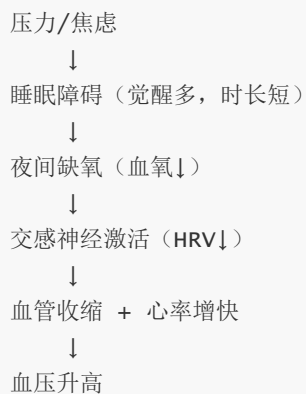 压力/焦虑
↓
睡眠障碍（觉醒多，时长短）
↓
夜间缺氧（血氧↓）
↓
交感神经激活（HRV↓）
↓
血管收缩 + 心率增快
↓
血压升高